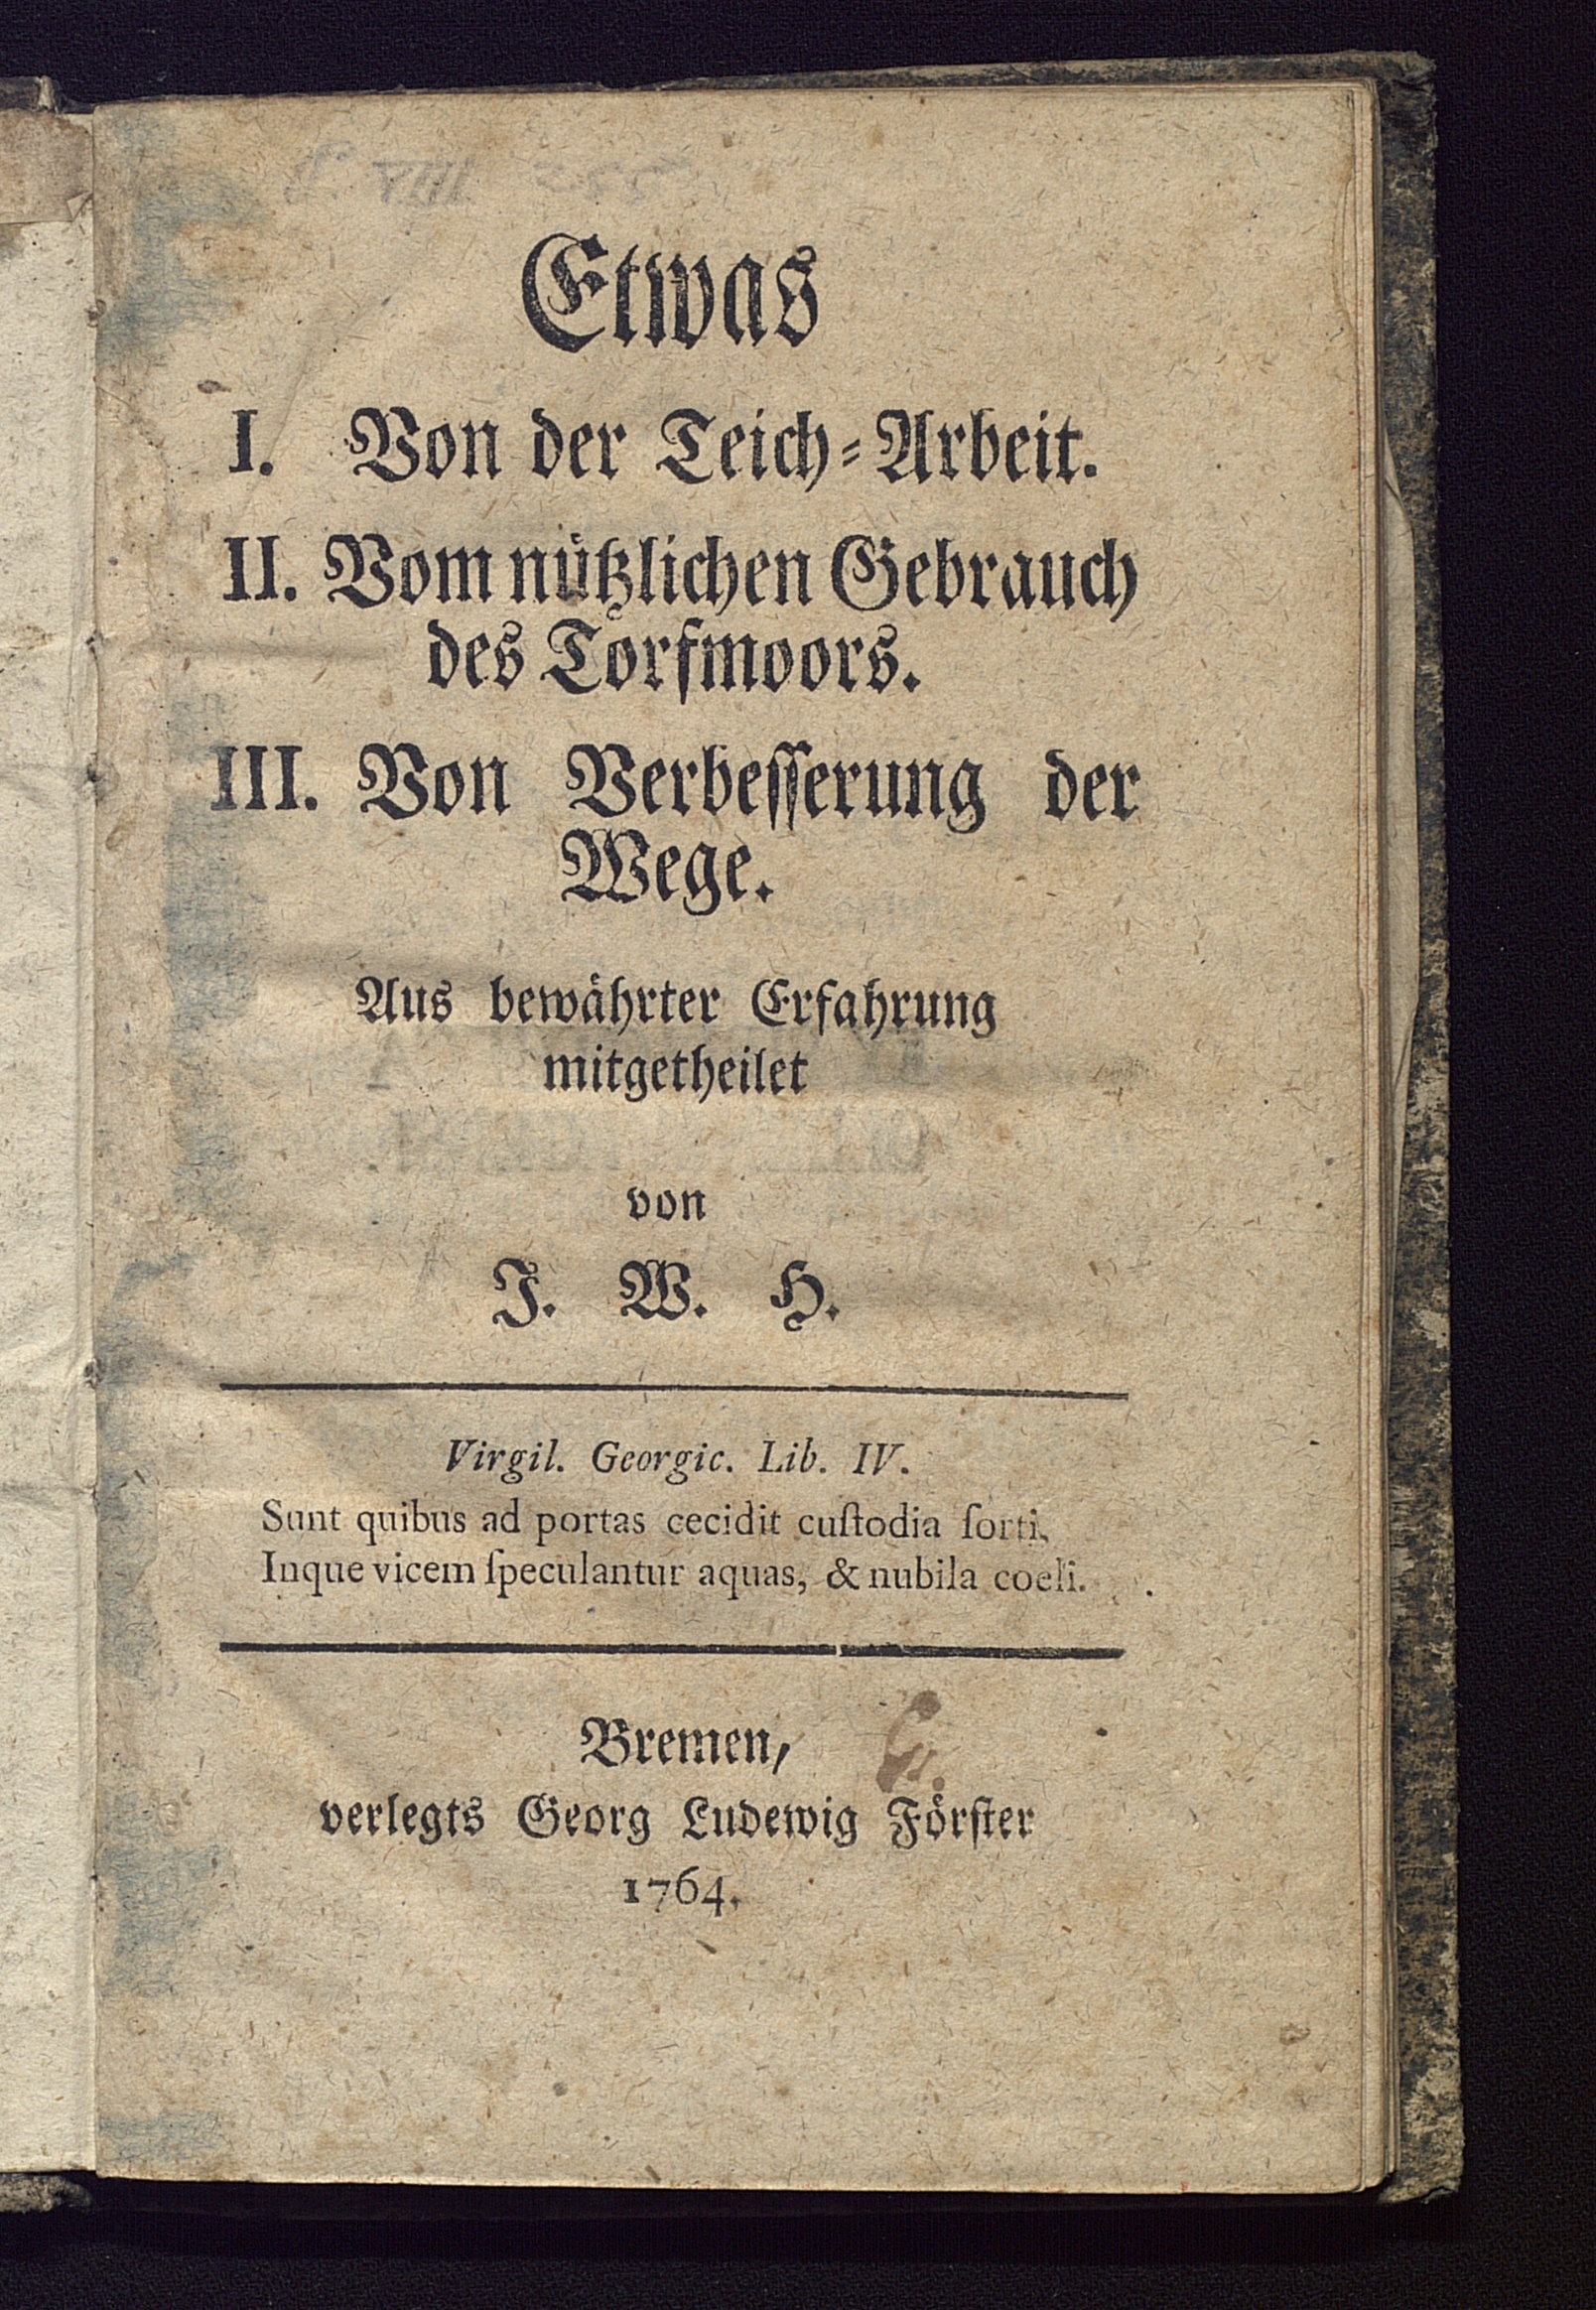 Etwas
I. Von der Teich-Arbeit.
II. Vom nützlichen Gebrauch
des Torfmoors.
III. Von Verbesserung der
Wege.
Aus bewährter Erfahrung
mitgetheilet
von
J. W. H.
Virgil. Georgic. Lib. IV.
Sunt quibus ad portas cecidit cuſtodia ſorti,
Inque vicem ſpeculantur aquas, & nubila coeli.
Bremen,
verlegts Georg Ludewig Förster
1764.